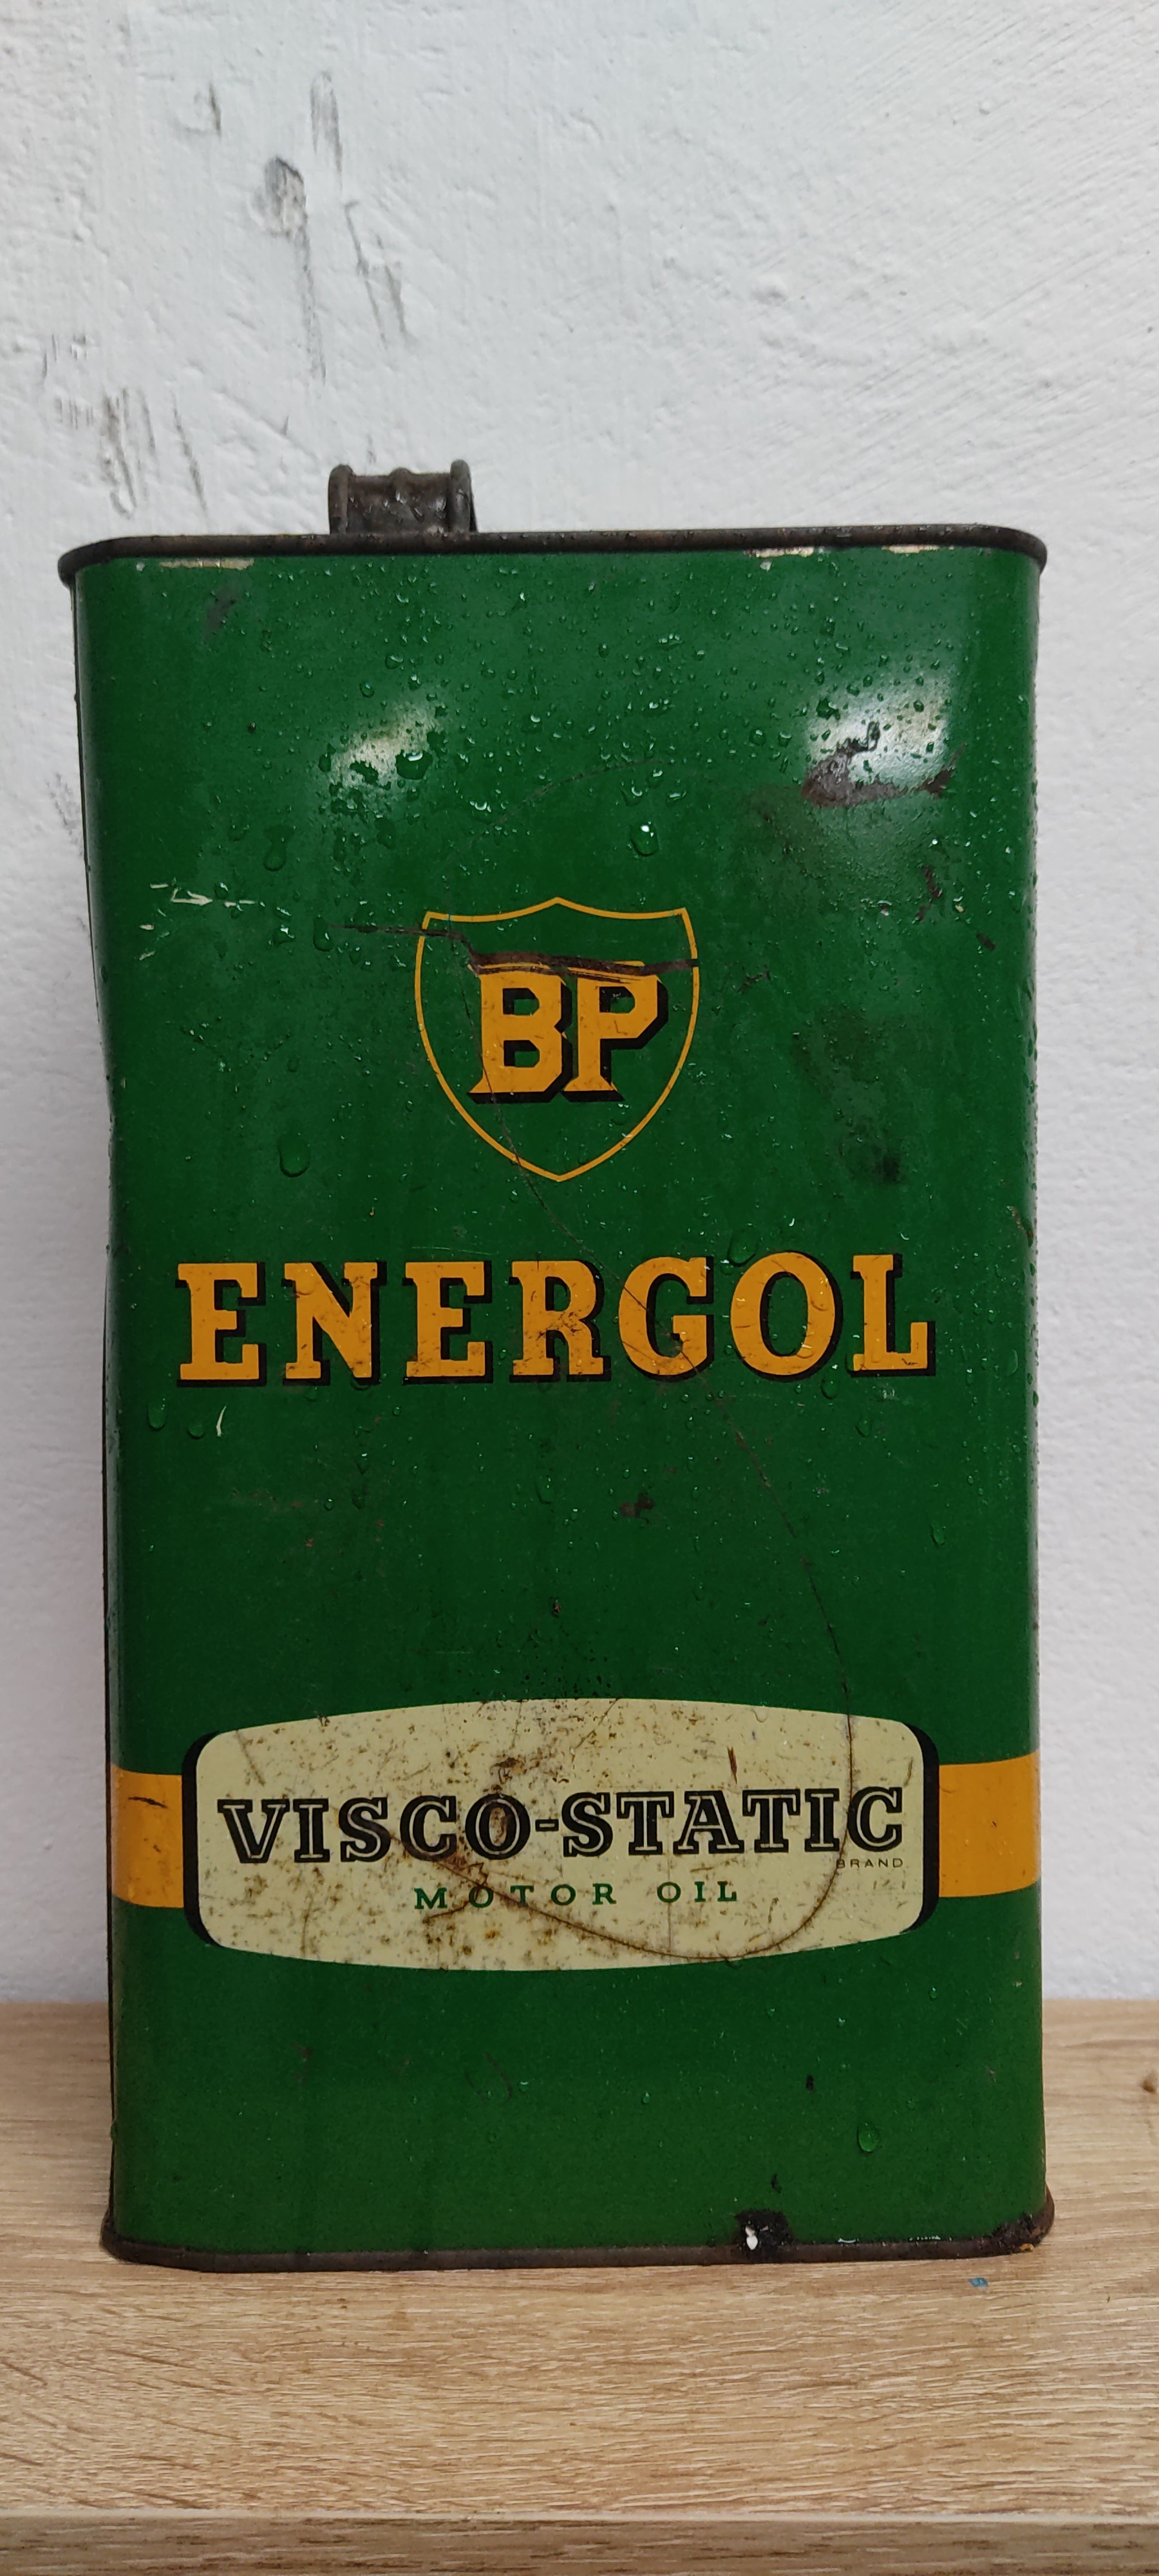 BP
ENERGOL
VISCO-STATIC
BRAND
MOTOR OIL